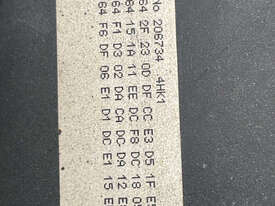 No 206734 4HK1
64 2F 23 0D DF CC E3 D5 1F
64 15 1A 11 EE DC F8 DC 18
64 F1 D3 02 DA CA DC DA 12
64 F6 DF 06 E1 D1 DC E1 15